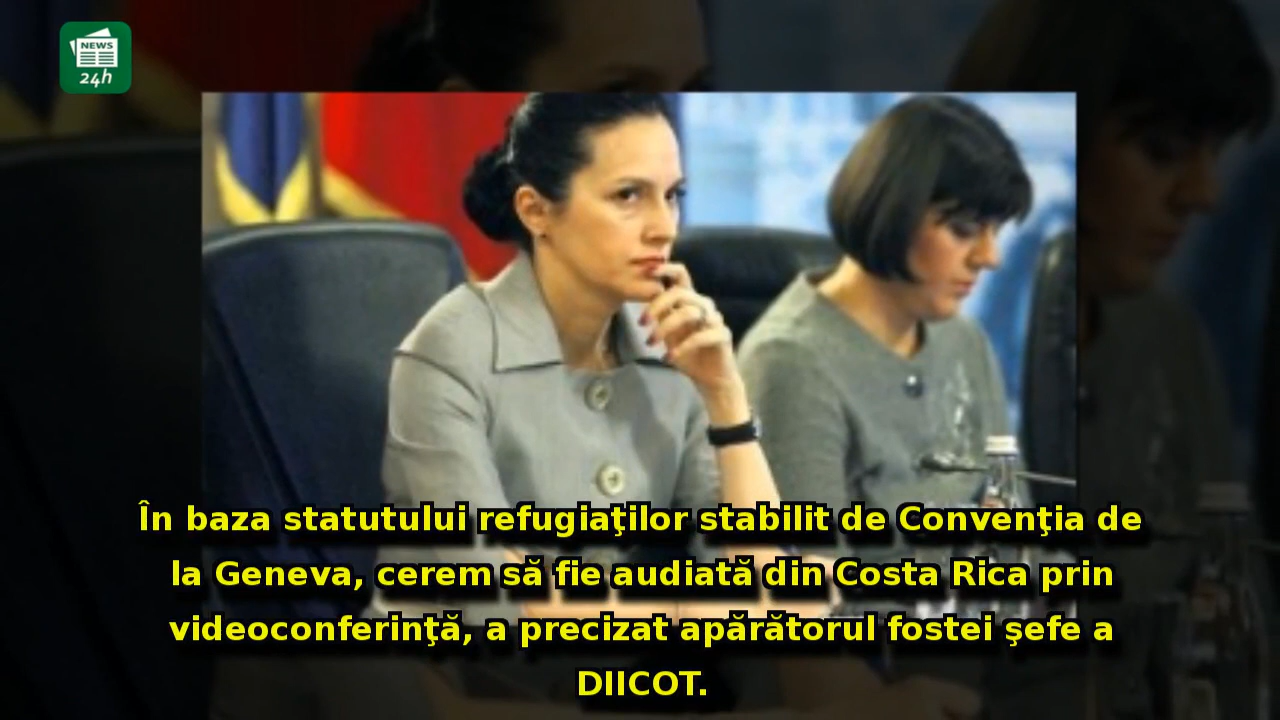 NEWS
24h
În baza statutului refugiaţilor stabilit de Convenţia de
la Geneva, cerem să fie audiată din Costa Rica prin
videoconferinţă, a precizat apărătorul fostei şefe a
DIICOT.